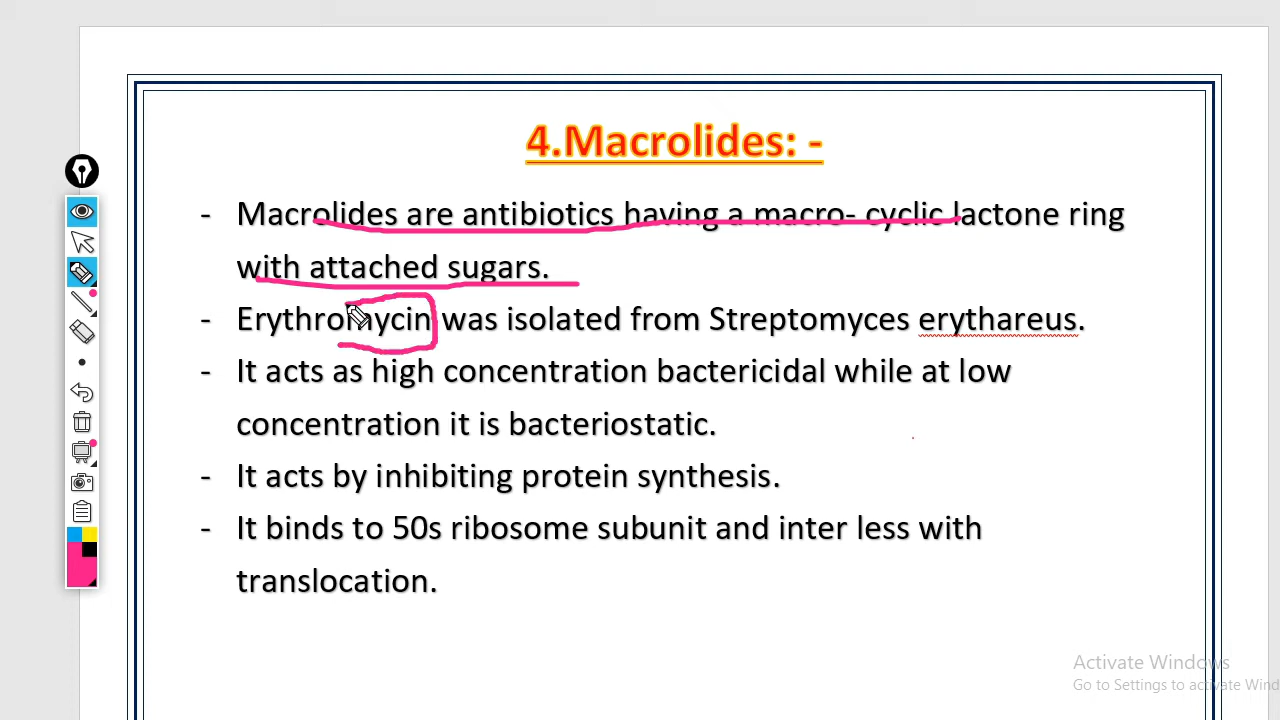 4.Macrolides: -
- Macrolides are antibiotics having a macro- cyclic lactone ring
with attached sugars.
- Erythromycin was isolated from Streptomyces erythareus.
- It acts as high concentration bactericidal while at low
concentration it is bacteriostatic.
- It acts by inhibiting protein synthesis.
- It binds to 50s ribosome subunit and inter less with
translocation.
Activate Windows
Go to Settings to activate Wind